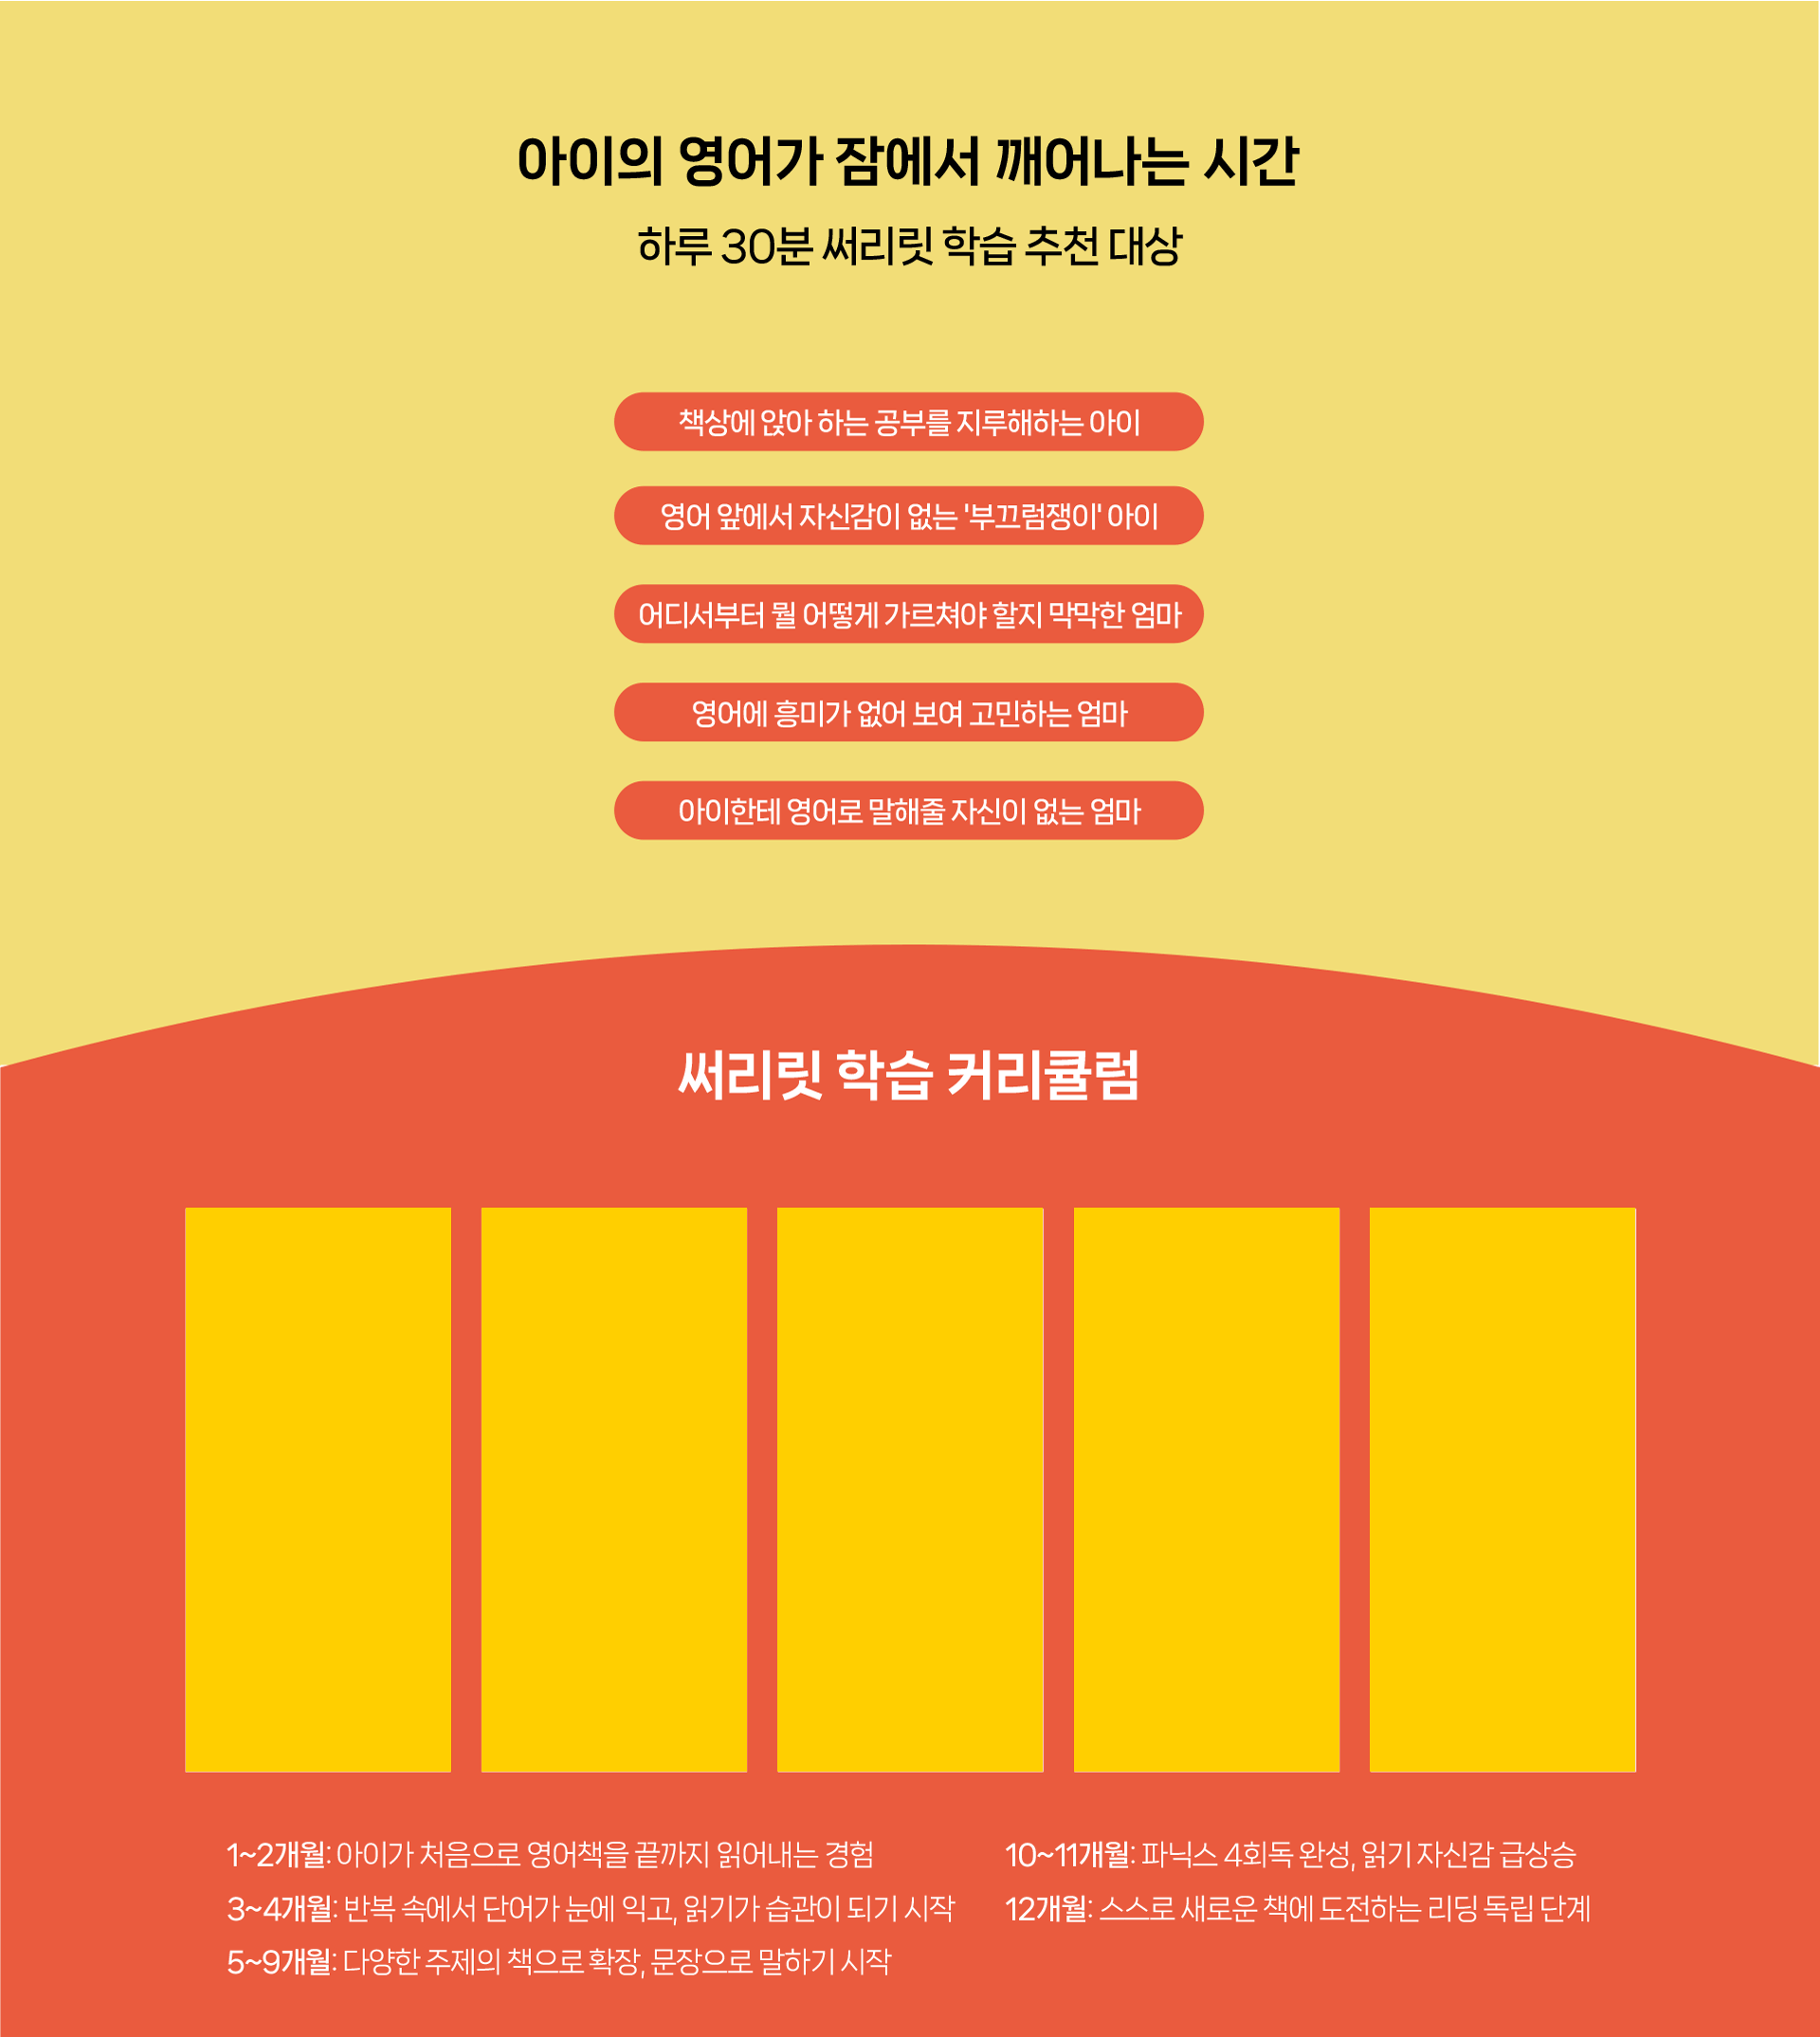 아이의 영어가 잠에서 깨어나는 시간
하루 30분 써리릿 학습 추천 대상
책상에 앉아 하는 공부를 지루해하는 아이
영어 앞에서 자신감이 없는 '부끄럼쟁이' 아이
어디서부터 뭘 어떻게 가르쳐야 할지 막막한 엄마
영어에 흥미가 없어 보여 고민하는 엄마
아이한테 영어로 말해줄 자신이 없는 엄마
써리릿 학습 커리큘럼
1~2개월: 아이가 처음으로 영어책을 끝까지 읽어내는 경험
3~4개월: 반복 속에서 단어가 눈에 익고, 읽기가 습관이 되기 시작
5~9개월: 다양한 주제의 책으로 확장, 문장으로 말하기 시작
10~11개월: 파닉스 4회독 완성, 읽기 자신감 급상승
12개월: 스스로 새로운 책에 도전하는 리딩 독립 단계